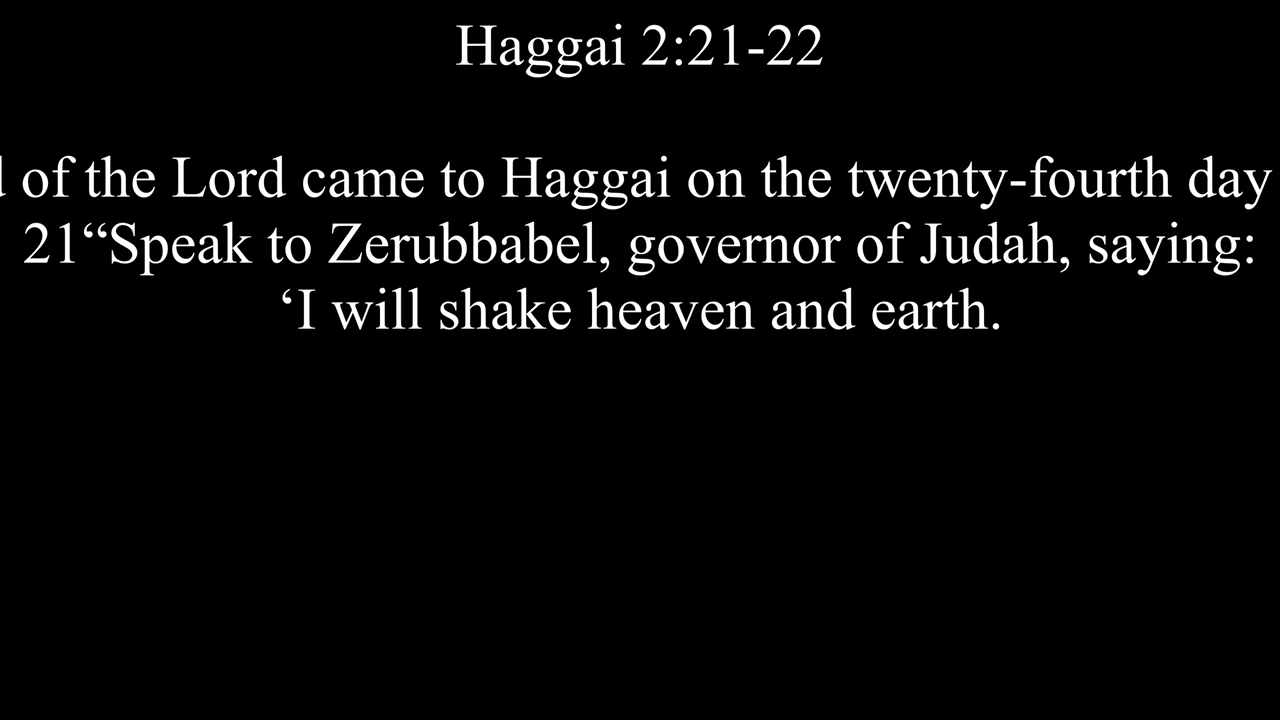 Haggai 2:21-22
of the Lord came to Haggai on the twenty-fourth day
21“Speak to Zerubbabel, governor of Judah, saying:
‘I will shake heaven and earth.